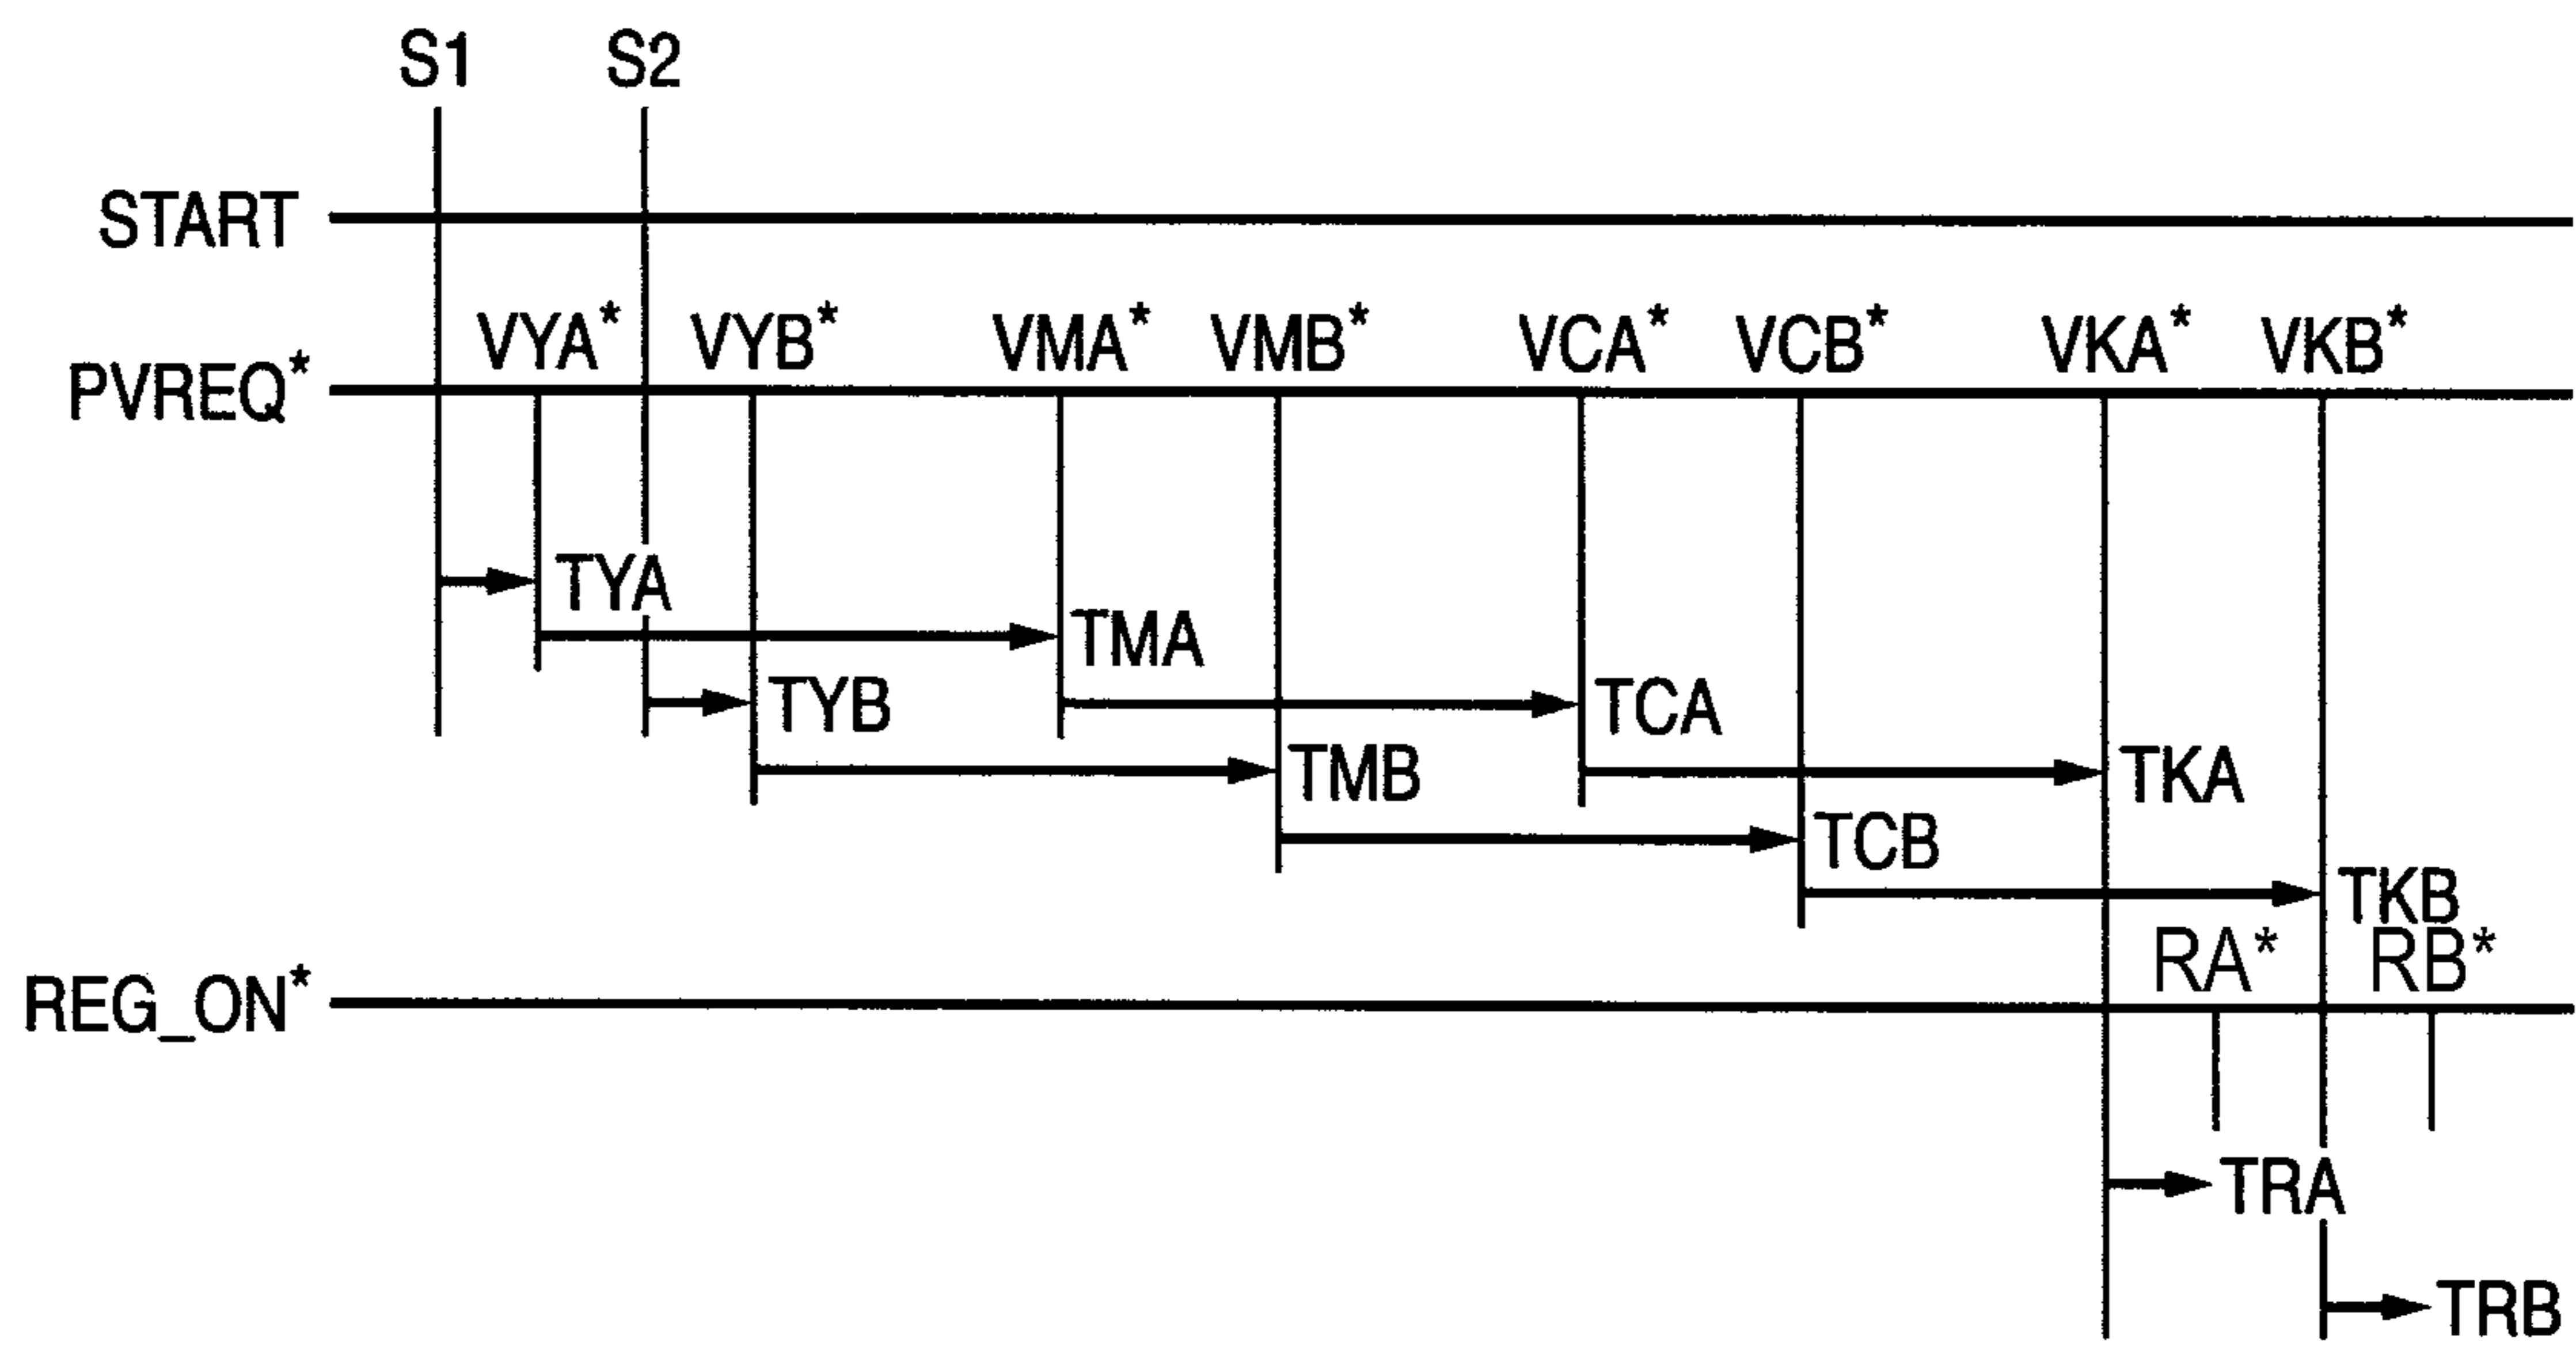 S1 S2
START
VYA* VYB* VMA* VMB* VCA* VCB* VKA* VKB*
PVREQ*
TYA
TMA
TYB TCA
TMB TKA
TCB
TKB
RA* RB*
REG_ON*
TRA
TRB